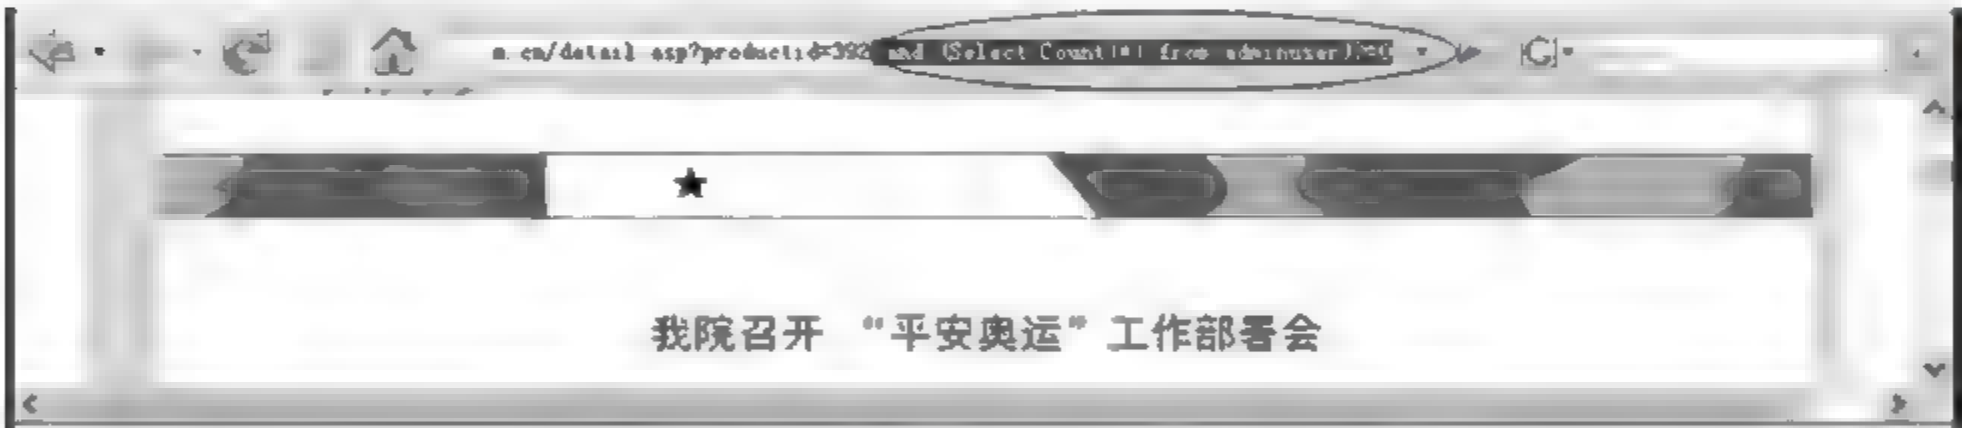 m.cn/detail.asp?productid=392 and (Select Count(*) from adminuser)>=0
我院召开 “平安奥运” 工作部署会